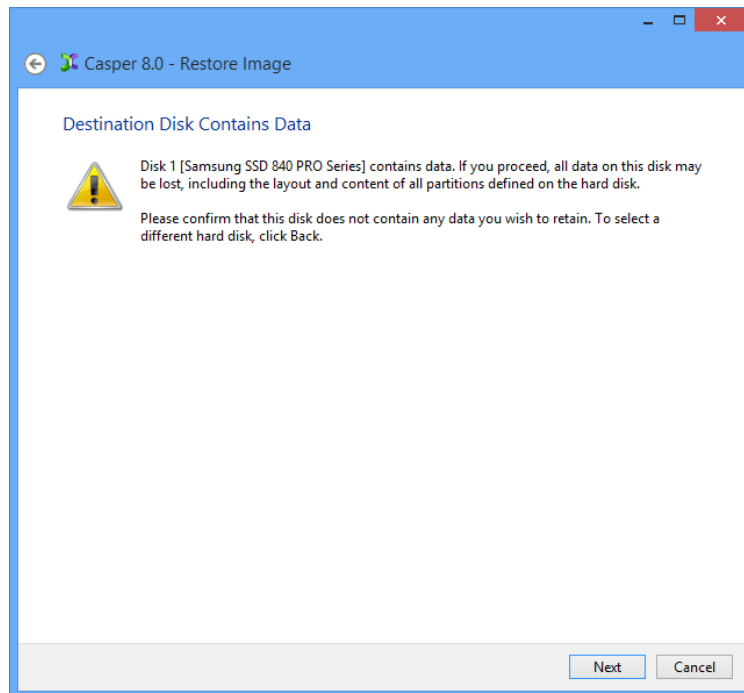 Casper 8.0 - Restore Image
Destination Disk Contains Data
Disk 1 [Samsung SSD 840 PRO Series] contains data. If you proceed, all data on this disk may
be lost, including the layout and content of all partitions defined on the hard disk.
Please confirm that this disk does not contain any data you wish to retain. To select a
different hard disk, click Back.
Next
Cancel